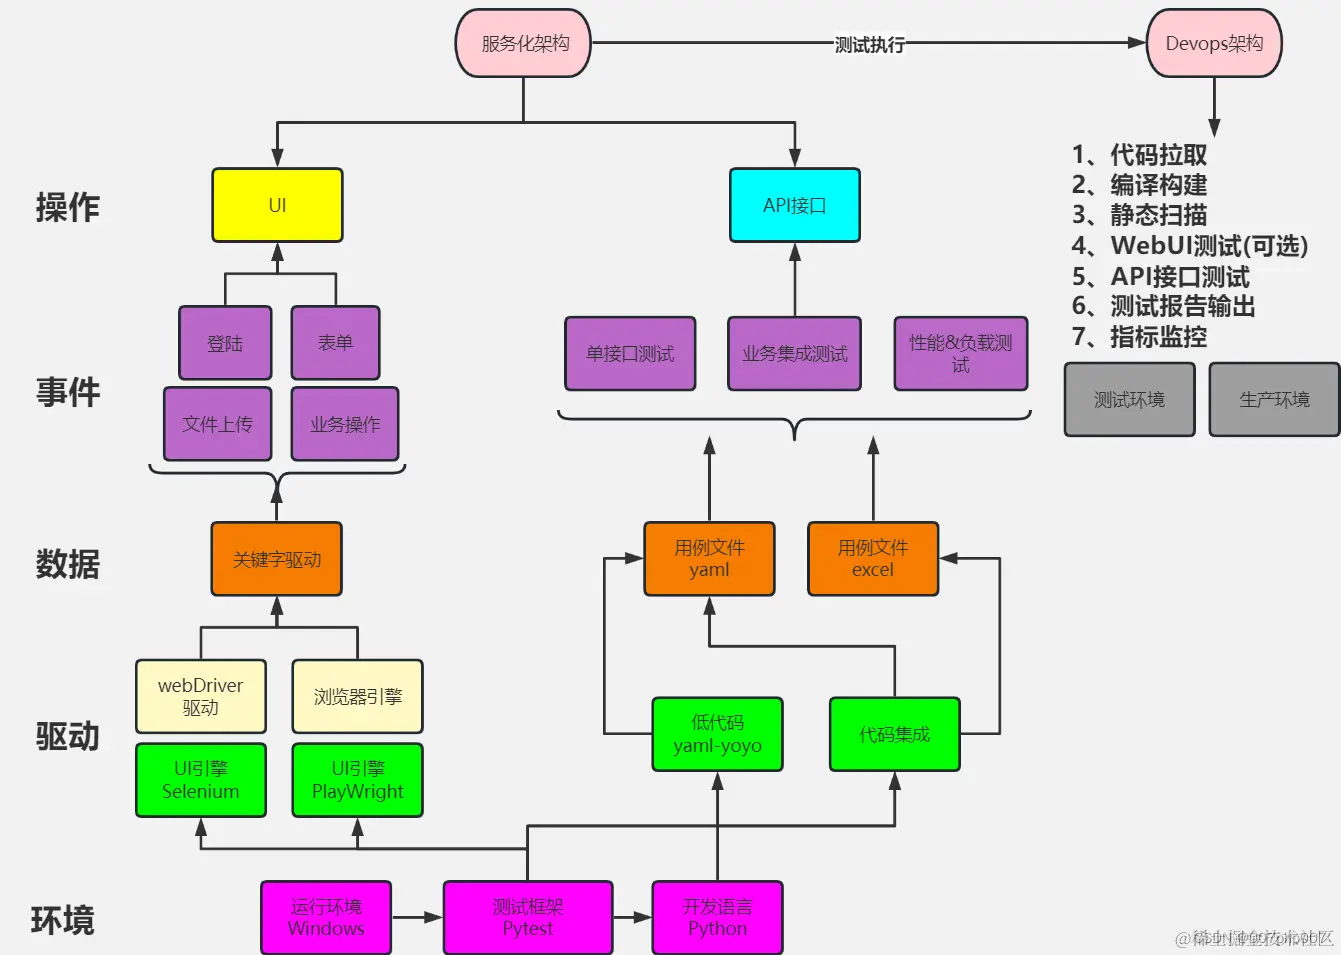 服务化架构
测试执行
Devops架构
操作
UI
API接口
1、代码拉取
2、编译构建
3、静态扫描
4、WebUI测试(可选)
5、API接口测试
6、测试报告输出
7、指标监控
测试环境
生产环境
事件
登陆
表单
文件上传
业务操作
单接口测试
业务集成测试
性能&负载测
试
数据
关键字驱动
用例文件
yaml
用例文件
excel
驱动
webDriver
驱动
浏览器引擎
UI引擎
Selenium
UI引擎
PlayWright
低代码
yaml-yoyo
代码集成
环境
运行环境
Windows
测试框架
Pytest
开发语言
Python
@稀土掘金技术社区